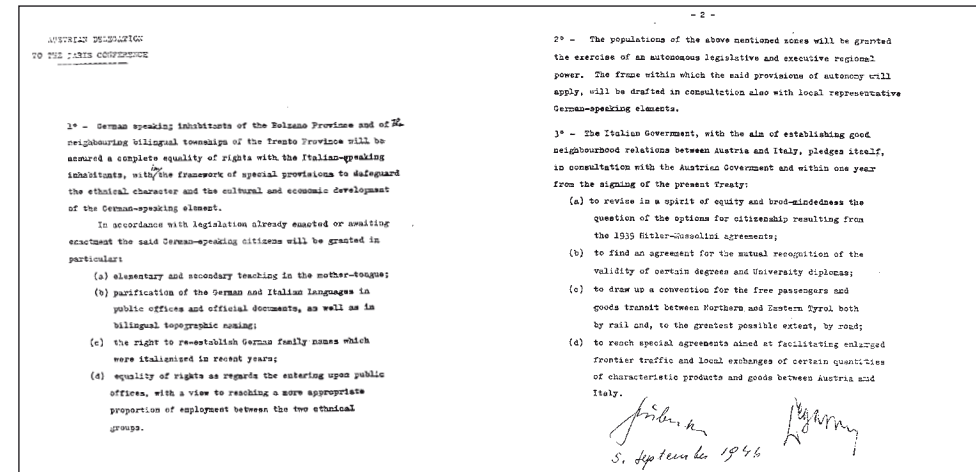 AUSTRIAN DELEGATION
TO THE PARIS CONFERENCE
1° - German speaking inhabitants of the Bolzano Province and of the
neighbouring bilingual townships of the Trento Province will be
assured a complete equality of rights with the Italian-speaking
inhabitants, within the framework of special provisions to safeguard
the ethnical character and the cultural and economic development
of the German-speaking element.
In accordance with legislation already enacted or awaiting
enactment the said German-speaking citizens will be granted in
particular:
(a) elementary and secondary teaching in the mother-tongue;
(b) parification of the German and Italian Languages in
public offices and official documents, as well as in
bilingual topographic naming;
(c) the right to re-establish German family names which
were italianized in recent years;
(d) equality of rights as regards the entering upon public
offices, with a view to reaching a more appropriate
proportion of employment between the two ethnical
groups.
- 2 -
2° - The populations of the above mentioned zones will be granted
the exercise of an autonomous legislative and executive regional
power. The frame within which the said provisions of autonomy will
apply, will be drafted in consultation also with local representative
German-speaking elements.
3° - The Italian Government, with the aim of establishing good
neighbourhood relations between Austria and Italy, pledges itself,
in consultation with the Austrian Government and within one year
from the signing of the present Treaty:
(a) to revise in a spirit of equity and brod-mindedness the
question of the options for citizenship resulting from
the 1939 Hitler-Mussolini agreements;
(b) to find an agreement for the mutual recognition of the
validity of certain degrees and University diplomas;
(c) to draw up a convention for the free passengers and
goods transit between Northern and Eastern Tyrol both
by rail and, to the greatest possible extent, by road;
(d) to reach special agreements aimed at facilitating enlarged
frontier traffic and local exchanges of certain quantities
of characteristic products and goods between Austria and
Italy.
5. September 1946